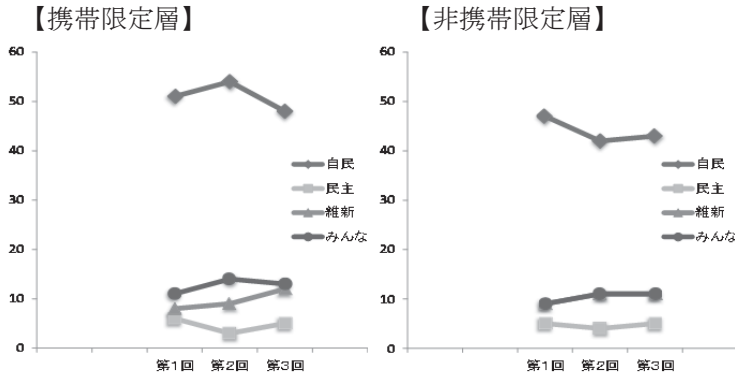 【携帯限定層】
60
50
40
30
20
10
0
自民
民主
維新
みんな
第1回 第2回 第3回
【非携帯限定層】
60
50
40
30
20
10
0
自民
民主
維新
みんな
第1回 第2回 第3回